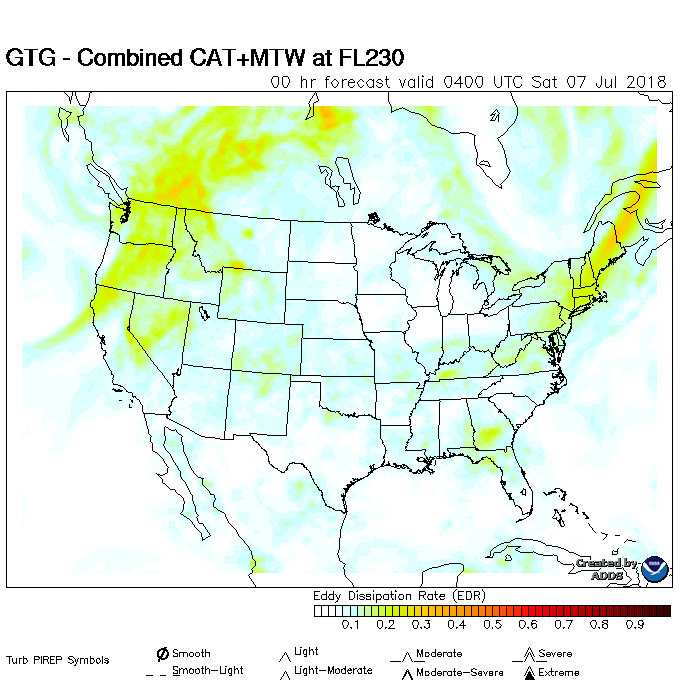 GTG - Combined CAT+MTW at FL230
00 hr forecast valid 0400 UTC Sat 07 Jul 2018
Created by
ADDS
Eddy Dissipation Rate (EDR)
0.1 0.2 0.3 0.4 0.5 0.6 0.7 0.8 0.9
Turb PIREP Symbols
Smooth Light Moderate Severe
Smooth-Light Light-Moderate Moderate-Severe Extreme